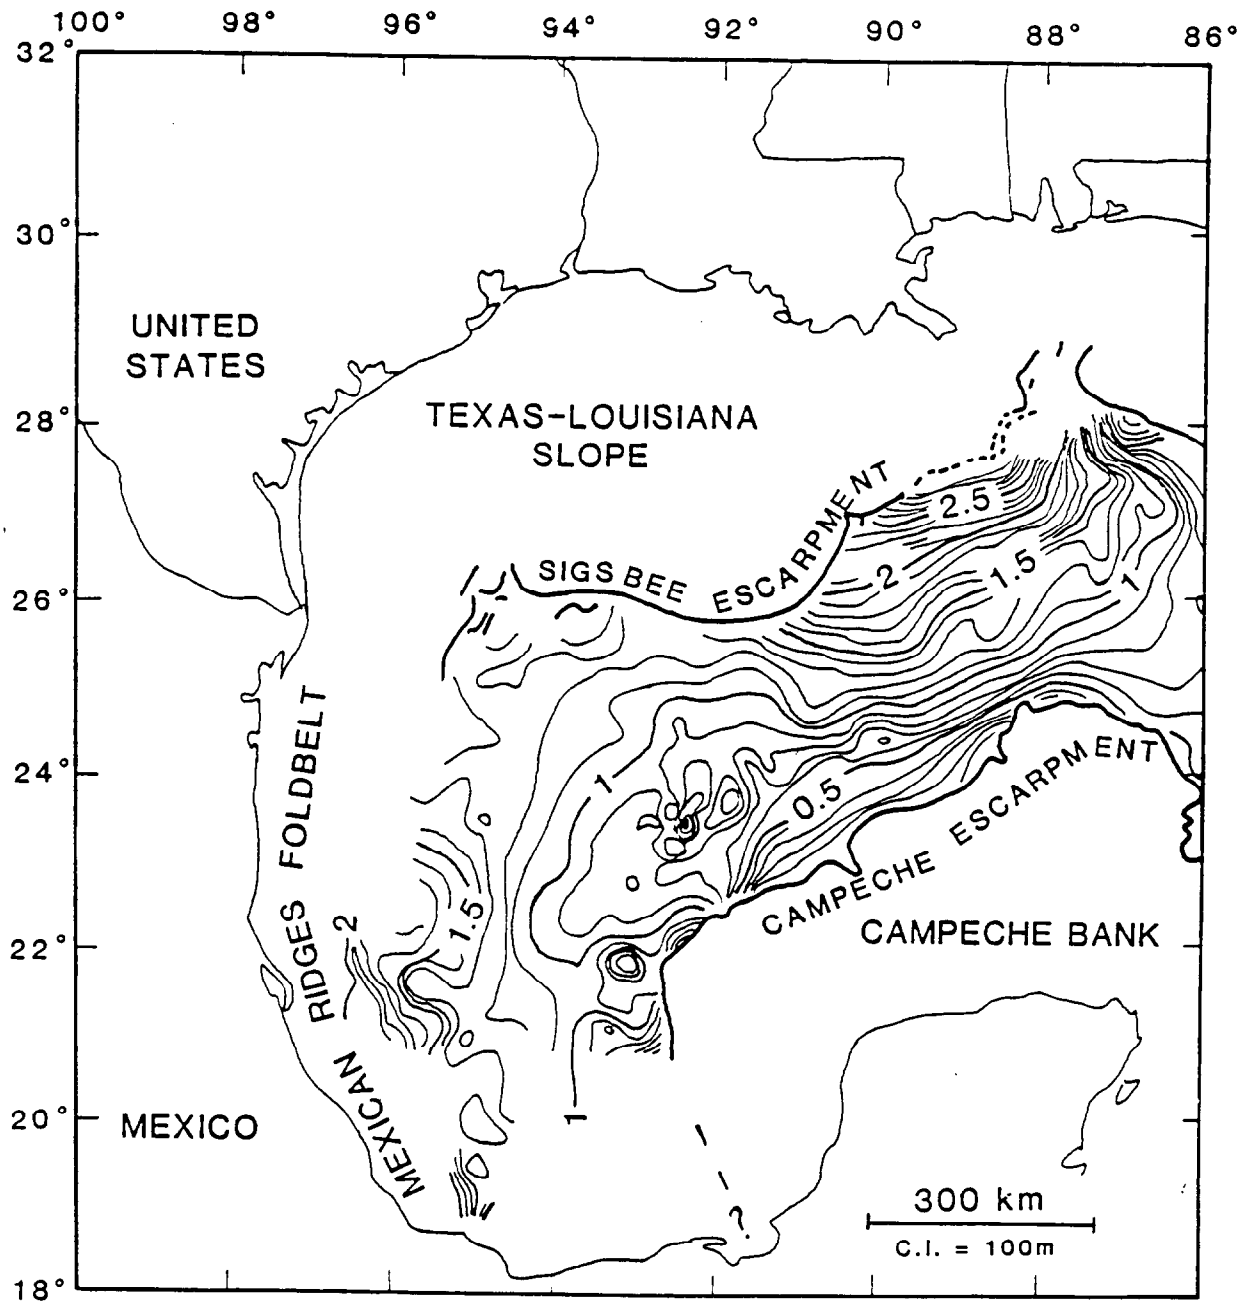 100° 98° 96° 94° 92° 90° 88° 86°
32°
30°
UNITED
STATES
28°
TEXAS-LOUISIANA
SLOPE
2.5
SIGSBEE ESCARPMENT
2
1.5
1
26°
MEXICAN RIDGES FOLDBELT
24°
1
0.5
CAMPECHE ESCARPMENT
1.5
2
22°
CAMPECHE BANK
20°
MEXICO
1
?
300 km
C.I. = 100m
18°